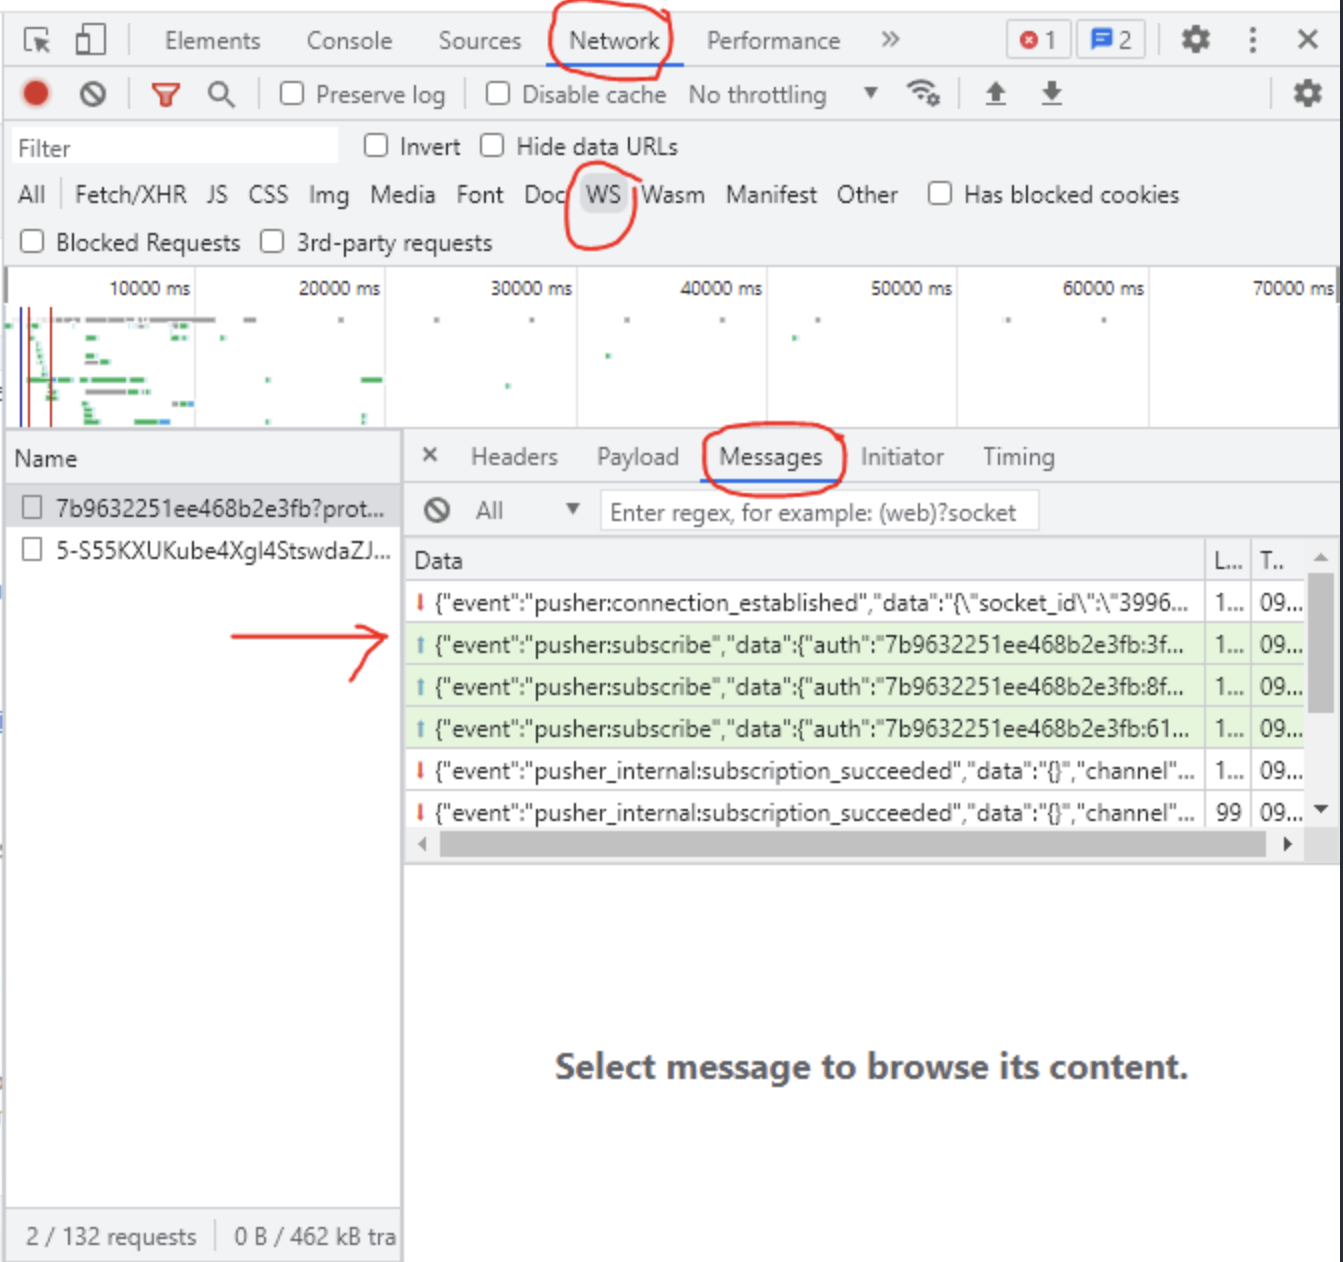 Elements Console Sources Network Performance » 1 2
Preserve log Disable cache No throttling
Filter Invert Hide data URLs
All Fetch/XHR JS CSS Img Media Font Doc WS Wasm Manifest Other Has blocked cookies
Blocked Requests 3rd-party requests
10000 ms 20000 ms 30000 ms 40000 ms 50000 ms 60000 ms 70000 ms
Name
7b9632251ee468b2e3fb?prot...
5-S55KXUKube4Xgl4StswdaZJ...
× Headers Payload Messages Initiator Timing
All Enter regex, for example: (web)?socket
Data L... T..
{"event":"pusher:connection_established","data":"{\"socket_id\":\"3996... 1... 09...
{"event":"pusher:subscribe","data":{"auth":"7b9632251ee468b2e3fb:3f... 1... 09...
{"event":"pusher:subscribe","data":{"auth":"7b9632251ee468b2e3fb:8f... 1... 09...
{"event":"pusher:subscribe","data":{"auth":"7b9632251ee468b2e3fb:61... 1... 09...
{"event":"pusher_internal:subscription_succeeded","data":"{}","channel"... 1... 09...
{"event":"pusher_internal:subscription_succeeded","data":"{}","channel"... 99 09...
Select message to browse its content.
2 / 132 requests 0 B / 462 kB tra